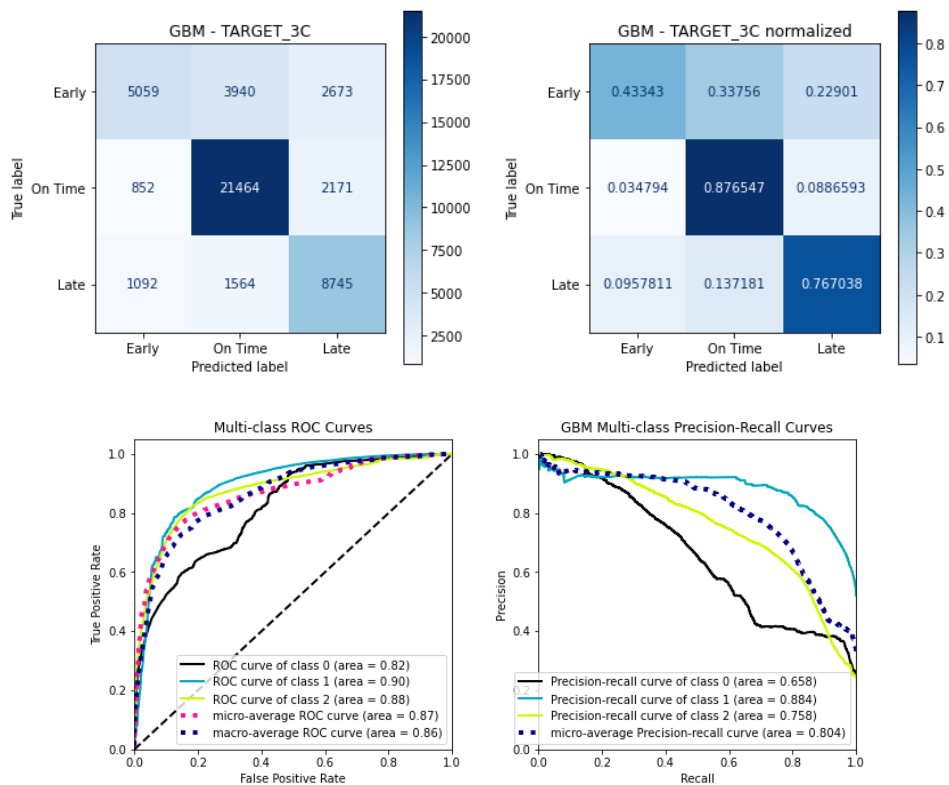 GBM - TARGET_3C
True label
Early
On Time
Late
5059 3940 2673
852 21464 2171
1092 1564 8745
Early On Time Late
Predicted label
20000
17500
15000
12500
10000
7500
5000
2500
GBM - TARGET_3C normalized
True label
Early
On Time
Late
0.43343 0.33756 0.22901
0.034794 0.876547 0.0886593
0.0957811 0.137181 0.767038
Early On Time Late
Predicted label
0.8
0.7
0.6
0.5
0.4
0.3
0.2
0.1
Multi-class ROC Curves
True Positive Rate
1.0
0.8
0.6
0.4
0.2
0.0
ROC curve of class 0 (area = 0.82)
ROC curve of class 1 (area = 0.90)
ROC curve of class 2 (area = 0.88)
micro-average ROC curve (area = 0.87)
macro-average ROC curve (area = 0.86)
0.0 0.2 0.4 0.6 0.8 1.0
False Positive Rate
GBM Multi-class Precision-Recall Curves
Precision
1.0
0.8
0.6
0.4
0.2
0.0
Precision-recall curve of class 0 (area = 0.658)
Precision-recall curve of class 1 (area = 0.884)
Precision-recall curve of class 2 (area = 0.758)
micro-average Precision-recall curve (area = 0.804)
0.0 0.2 0.4 0.6 0.8 1.0
Recall